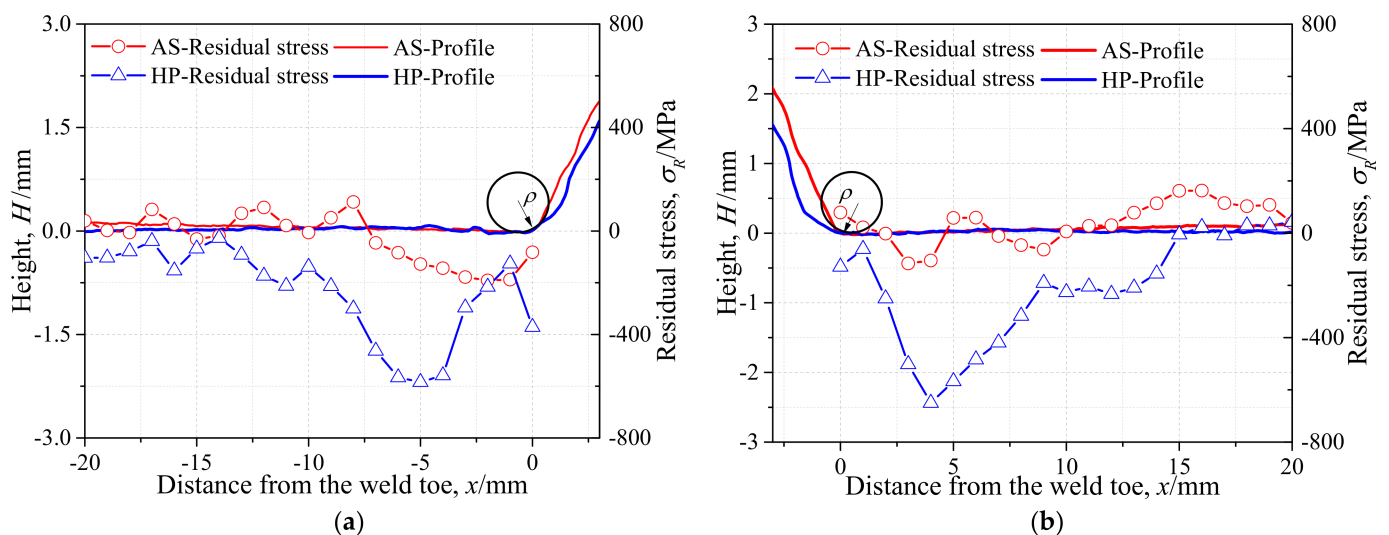 3.0
1.5
0.0
-1.5
-3.0
Height, H/mm
AS-Residual stress
AS-Profile
HP-Residual stress
HP-Profile
ρ
800
400
0
-400
-800
Residual stress, σR/MPa
-20
-15
-10
-5
0
Distance from the weld toe, x/mm
(a)
3
2
1
0
-1
-2
-3
Height, H/mm
AS-Residual stress
AS-Profile
HP-Residual stress
HP-Profile
ρ
800
400
0
-400
-800
Residual stress, σR/MPa
0
5
10
15
20
Distance from the weld toe, x/mm
(b)